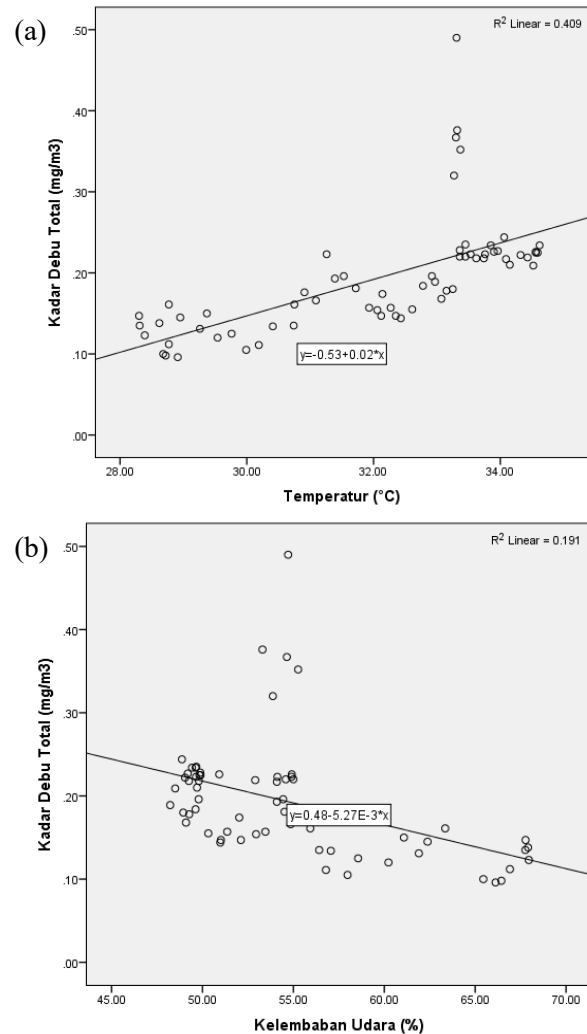 (a)
R² Linear = 0.409
Kadar Debu Total (mg/m3)
.50
.40
.30
.20
.10
.00
y=-0.53+0.02*x
28.00 30.00 32.00 34.00
Temperatur (°C)
(b)
R² Linear = 0.191
Kadar Debu Total (mg/m3)
.50
.40
.30
.20
.10
.00
y=0.48-5.27E-3*x
45.00 50.00 55.00 60.00 65.00 70.00
Kelembaban Udara (%)